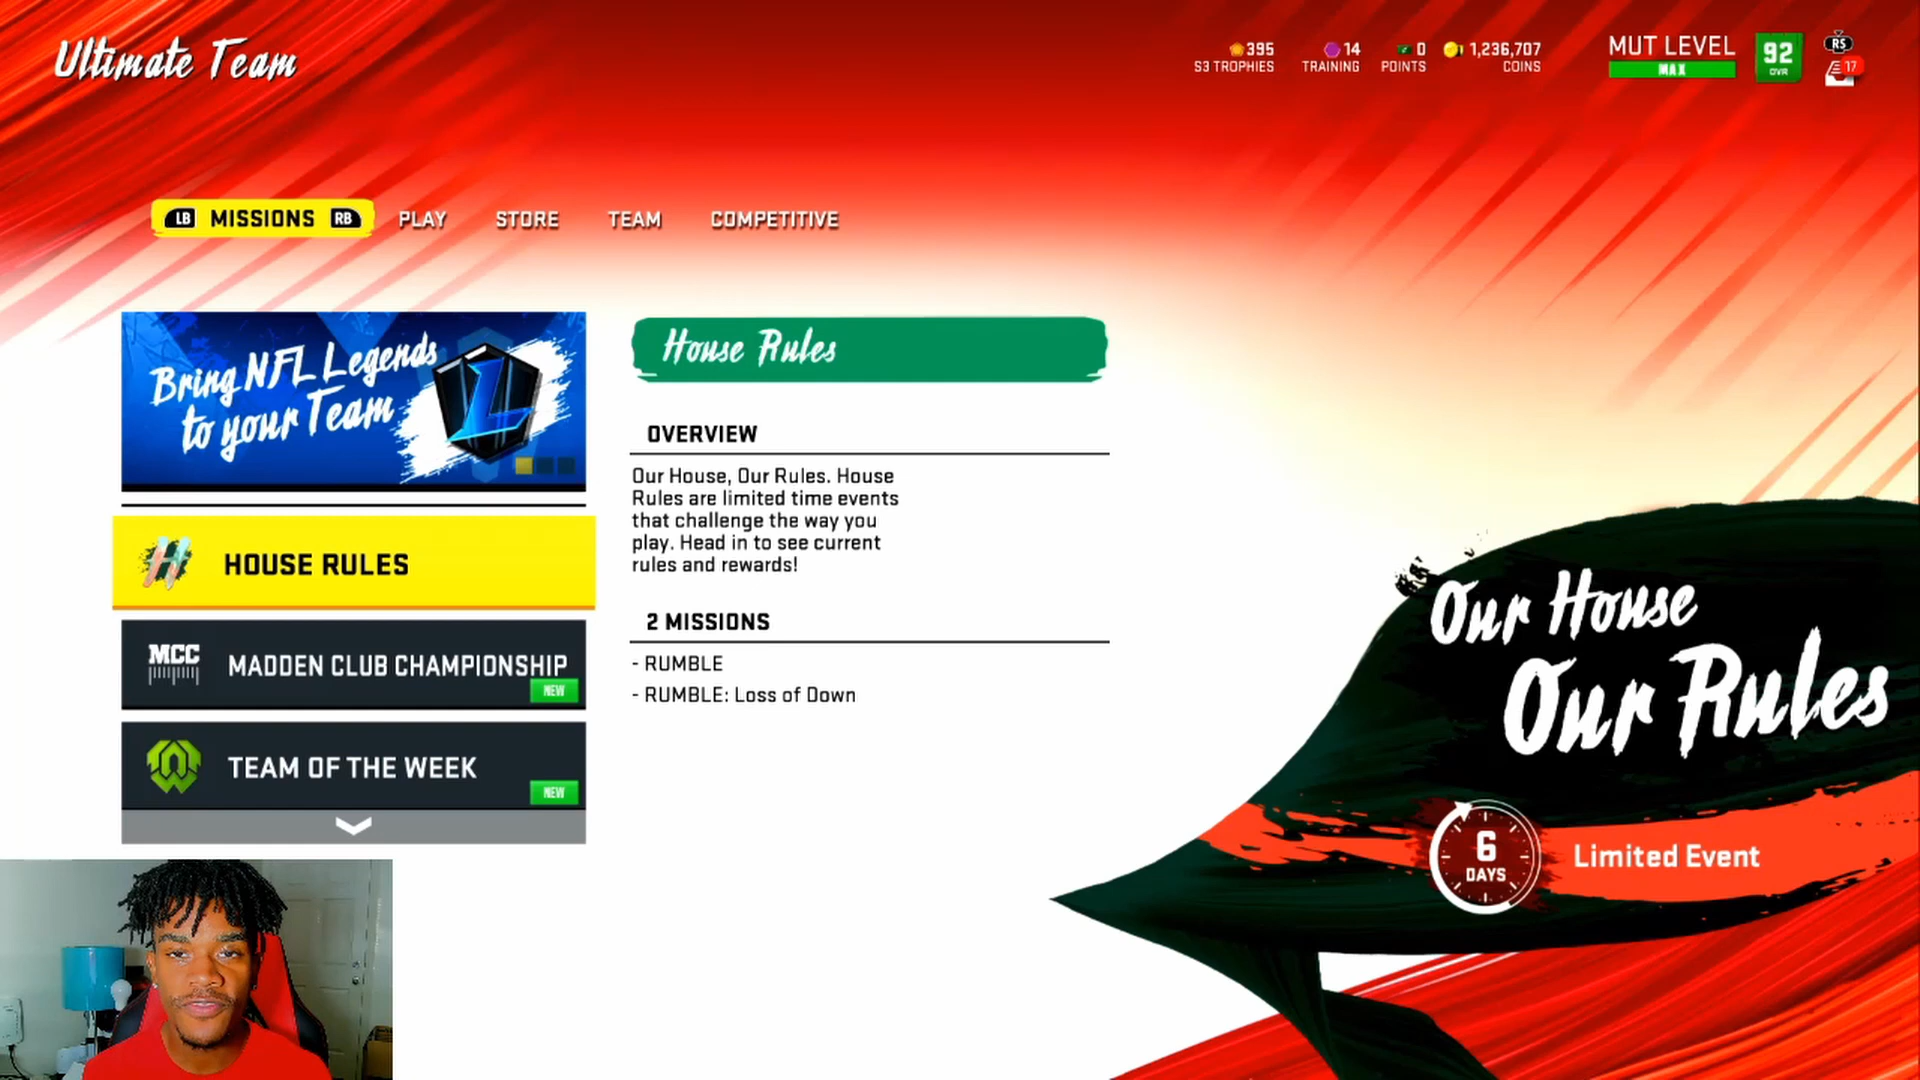 Ultimate Team
395
S3 TROPHIES
14
TRAINING
0
POINTS
1,236,707
COINS
MUT LEVEL
MAX
92
OVR
RS
17
LB MISSIONS RB PLAY STORE TEAM COMPETITIVE
Bring NFL Legends
to your Team
L
House Rules
OVERVIEW
Our House, Our Rules. House
Rules are limited time events
that challenge the way you
play. Head in to see current
rules and rewards!
2 MISSIONS
- RUMBLE
- RUMBLE: Loss of Down
H HOUSE RULES
MCC MADDEN CLUB CHAMPIONSHIP
NEW
TEAM OF THE WEEK
NEW
Our House
Our Rules
6
DAYS
Limited Event